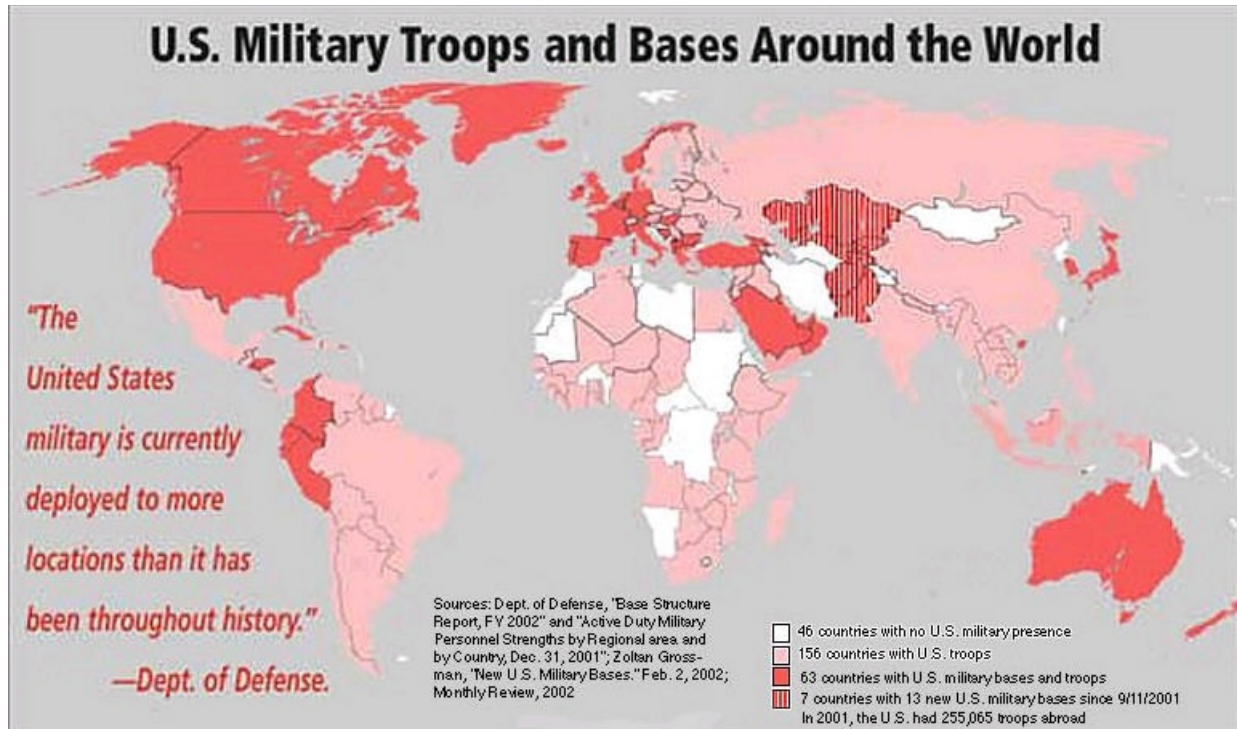 U.S. Military Troops and Bases Around the World
"The
United States
military is currently
deployed to more
locations than it has
been throughout history."
—Dept. of Defense.
Sources: Dept. of Defense, "Base Structure
Report, FY 2002" and "Active Duty Military
Personnel Strengths by Regional area and
by Country, Dec. 31, 2001"; Zoltan Gross-
man, "New U.S. Military Bases." Feb. 2, 2002;
Monthly Review, 2002
46 countries with no U.S. military presence
156 countries with U.S. troops
63 countries with U.S. military bases and troops
7 countries with 13 new U.S. military bases since 9/11/2001
In 2001, the U.S. had 255,065 troops abroad